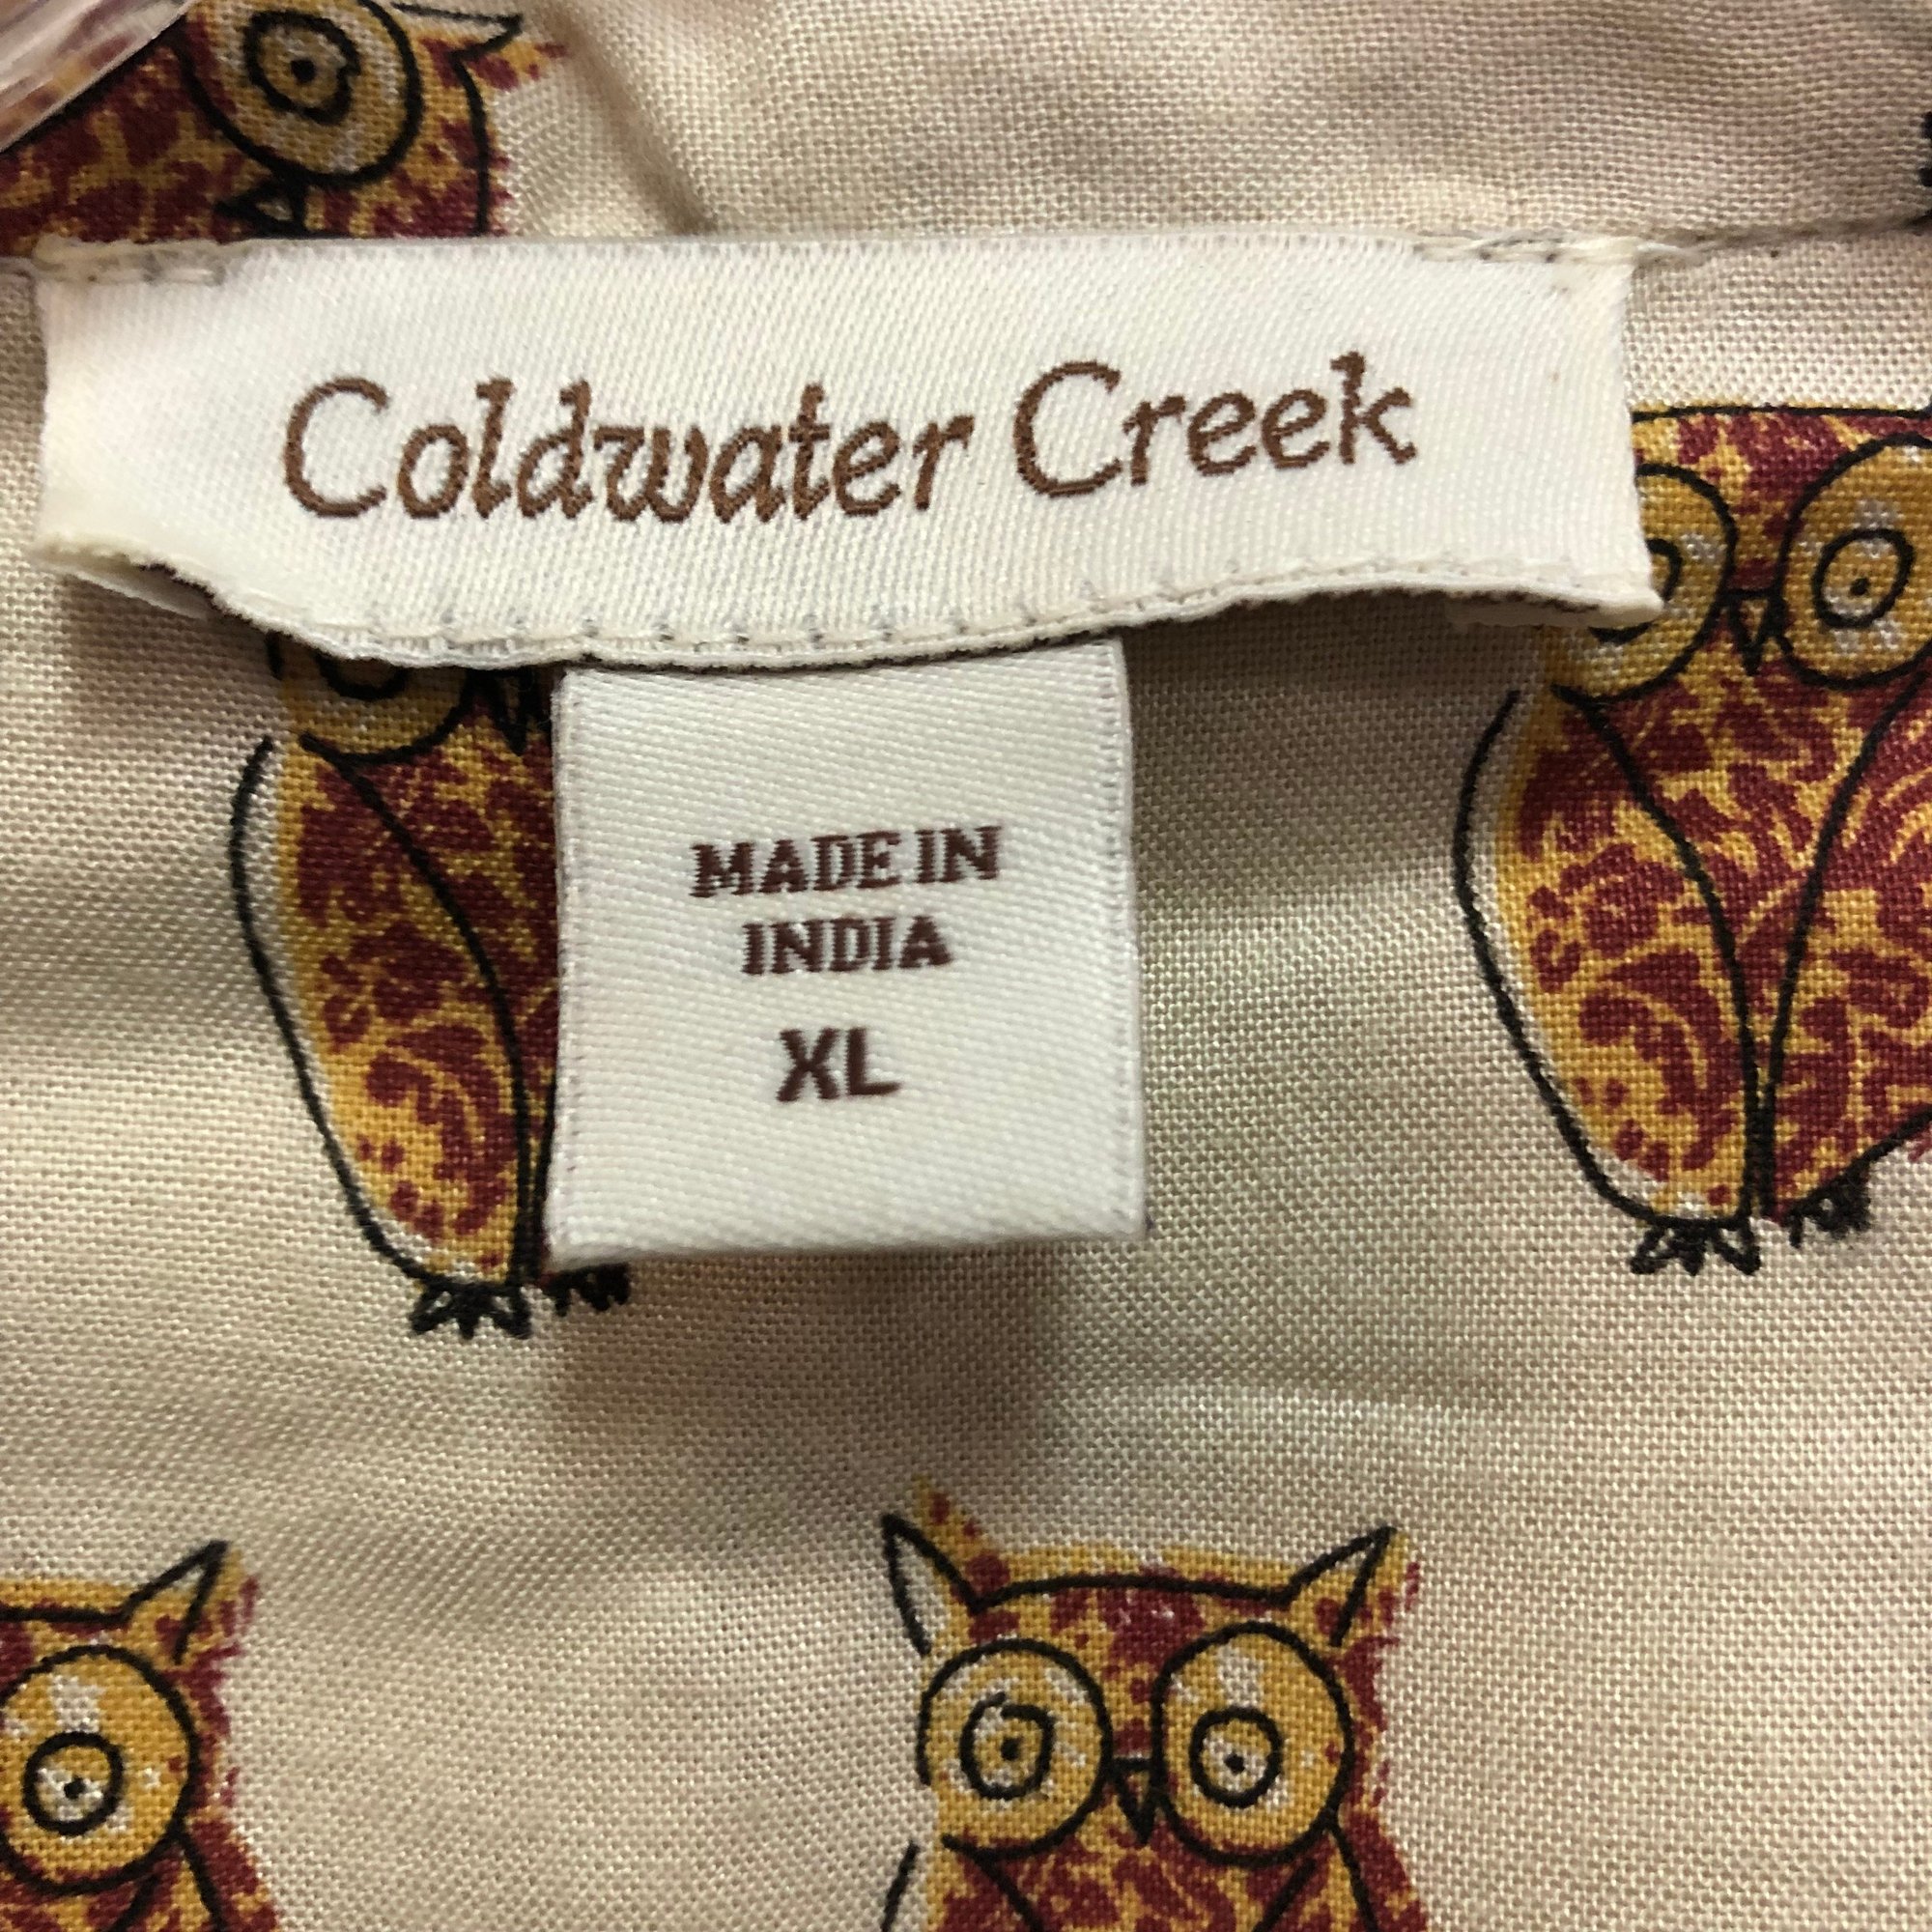 Coldwater Creek
MADE IN
INDIA
XL